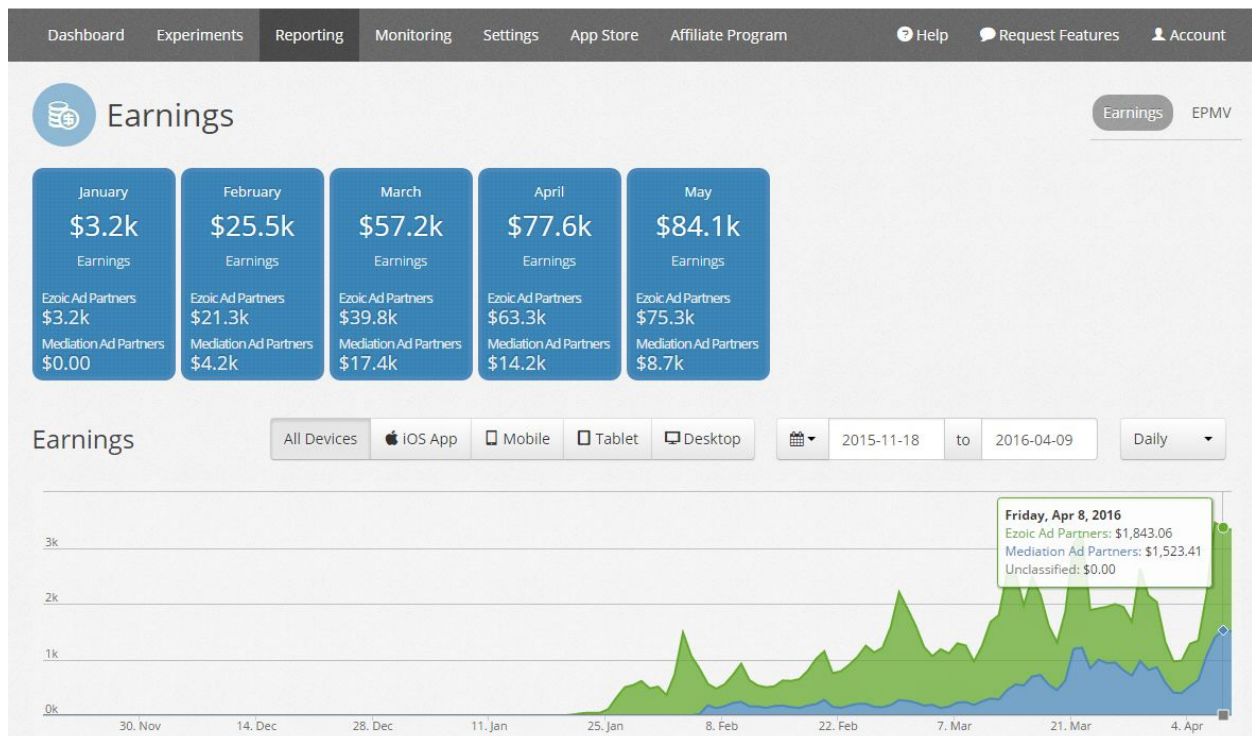 Dashboard Experiments Reporting Monitoring Settings App Store Affiliate Program Help Request Features Account
Earnings
Earnings EPMV
January
$3.2k
Earnings
Ezoic Ad Partners
$3.2k
Mediation Ad Partners
$0.00
February
$25.5k
Earnings
Ezoic Ad Partners
$21.3k
Mediation Ad Partners
$4.2k
March
$57.2k
Earnings
Ezoic Ad Partners
$39.8k
Mediation Ad Partners
$17.4k
April
$77.6k
Earnings
Ezoic Ad Partners
$63.3k
Mediation Ad Partners
$14.2k
May
$84.1k
Earnings
Ezoic Ad Partners
$75.3k
Mediation Ad Partners
$8.7k
Earnings
All Devices iOS App Mobile Tablet Desktop
2015-11-18 to 2016-04-09
Daily
Friday, Apr 8, 2016
Ezoic Ad Partners: $1,843.06
Mediation Ad Partners: $1,523.41
Unclassified: $0.00
3k
2k
1k
0k
30. Nov 14. Dec 28. Dec 11. Jan 25. Jan 8. Feb 22. Feb 7. Mar 21. Mar 4. Apr